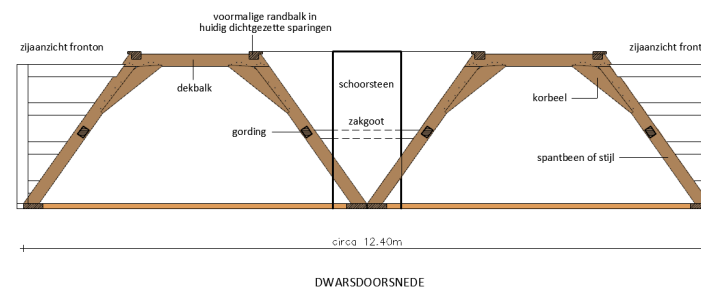 voormalige randbalk in
huidig dichtgezette sparingen
zijaanzicht fronton
zijaanzicht front
dekbalk
schoorsteen
korbeel
zakgoot
gording
spantbeen of stijl
circa 12.40m
DWARSDOORSNEDE